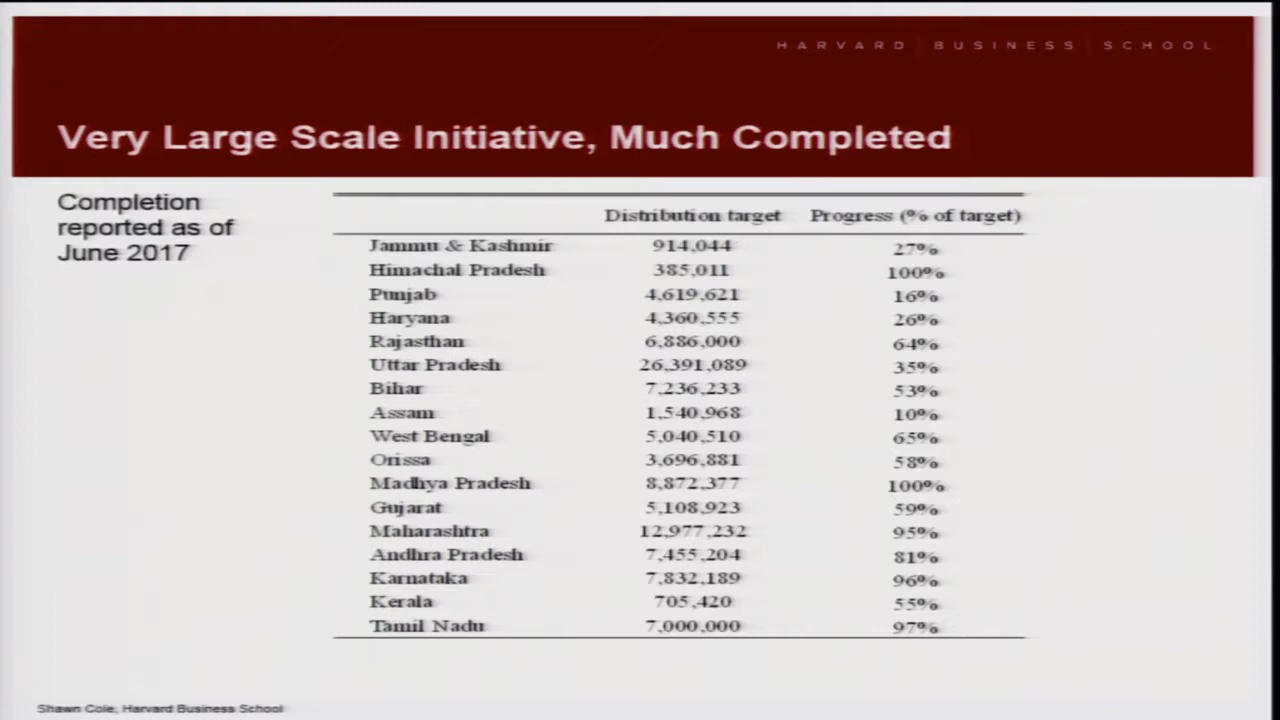 HARVARD BUSINESS SCHOOL
Very Large Scale Initiative, Much Completed
Completion
reported as of
June 2017
Distribution target Progress (% of target)
Jammu & Kashmir 914,044 27%
Himachal Pradesh 385,011 100%
Punjab 4,619,621 16%
Haryana 4,360,555 26%
Rajasthan 6,886,000 64%
Uttar Pradesh 26,391,089 35%
Bihar 7,236,233 53%
Assam 1,540,968 10%
West Bengal 5,040,510 65%
Orissa 3,696,881 58%
Madhya Pradesh 8,872,377 100%
Gujarat 5,108,923 59%
Maharashtra 12,977,232 95%
Andhra Pradesh 7,455,204 81%
Karnataka 7,832,189 96%
Kerala 705,420 55%
Tamil Nadu 7,000,000 97%
Shawn Cole, Harvard Business School